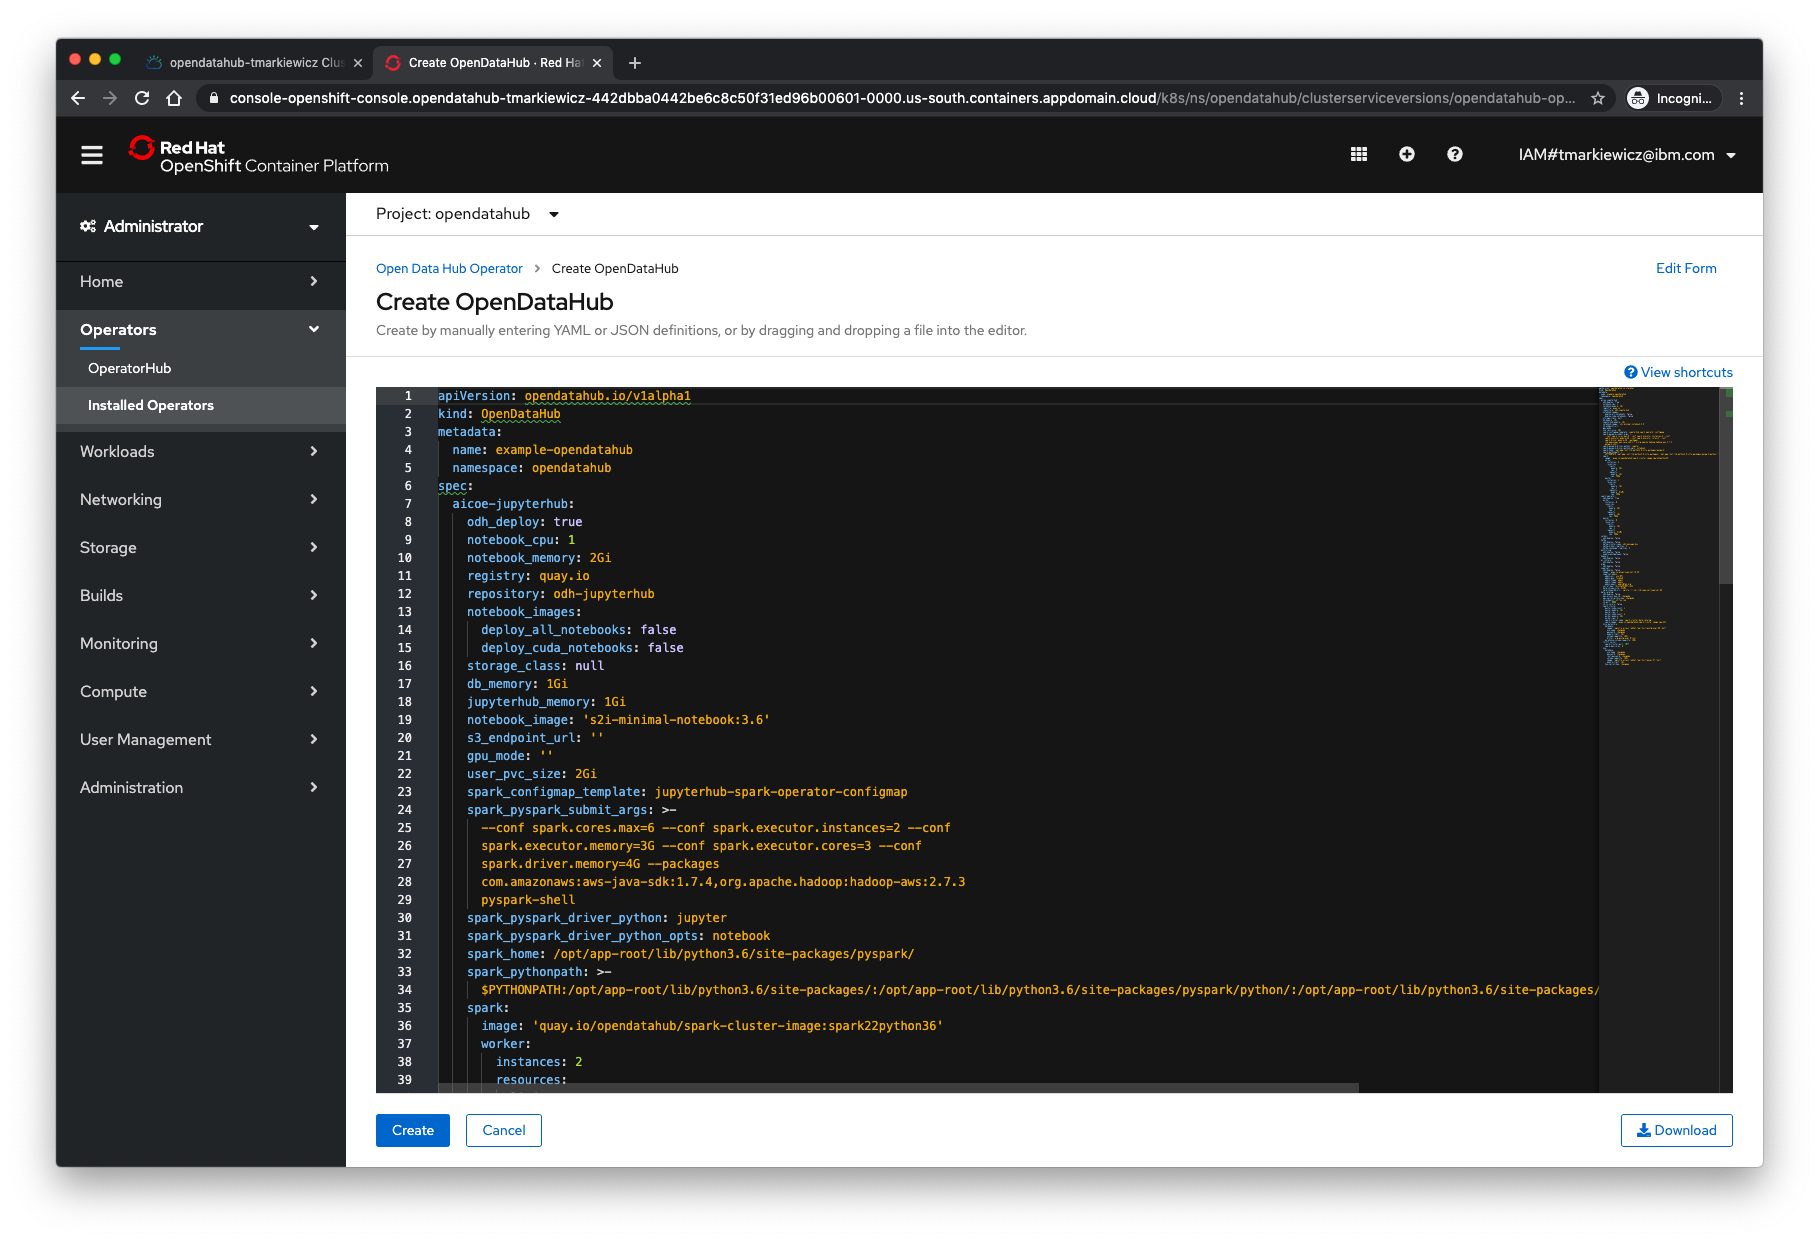 opendatahub-tmarkiewicz Clus
Create OpenDataHub · Red Hat
console-openshift-console.opendatahub-tmarkiewicz-442dbba0442be6c8c50f31ed96b00601-0000.us-south.containers.appdomain.cloud/k8s/ns/opendatahub/clusterserviceversions/opendatahub-op...
Incogni...
Red Hat
OpenShift Container Platform
IAM#tmarkiewicz@ibm.com
Administrator
Home
Operators
OperatorHub
Installed Operators
Workloads
Networking
Storage
Builds
Monitoring
Compute
User Management
Administration
Project: opendatahub
Open Data Hub Operator > Create OpenDataHub
Edit Form
Create OpenDataHub
Create by manually entering YAML or JSON definitions, or by dragging and dropping a file into the editor.
View shortcuts
1 apiVersion: opendatahub.io/v1alpha1
2 kind: OpenDataHub
3 metadata:
4 name: example-opendatahub
5 namespace: opendatahub
6 spec:
7 aicoe-jupyterhub:
8 odh_deploy: true
9 notebook_cpu: 1
10 notebook_memory: 2Gi
11 registry: quay.io
12 repository: odh-jupyterhub
13 notebook_images:
14 deploy_all_notebooks: false
15 deploy_cuda_notebooks: false
16 storage_class: null
17 db_memory: 1Gi
18 jupyterhub_memory: 1Gi
19 notebook_image: 's2i-minimal-notebook:3.6'
20 s3_endpoint_url: ''
21 gpu_mode: ''
22 user_pvc_size: 2Gi
23 spark_configmap_template: jupyterhub-spark-operator-configmap
24 spark_pyspark_submit_args: >-
25 --conf spark.cores.max=6 --conf spark.executor.instances=2 --conf
26 spark.executor.memory=3G --conf spark.executor.cores=3 --conf
27 spark.driver.memory=4G --packages
28 com.amazonaws:aws-java-sdk:1.7.4,org.apache.hadoop:hadoop-aws:2.7.3
29 pyspark-shell
30 spark_pyspark_driver_python: jupyter
31 spark_pyspark_driver_python_opts: notebook
32 spark_home: /opt/app-root/lib/python3.6/site-packages/pyspark/
33 spark_pythonpath: >-
34 $PYTHONPATH:/opt/app-root/lib/python3.6/site-packages/:/opt/app-root/lib/python3.6/site-packages/pyspark/python/:/opt/app-root/lib/python3.6/site-packages/
35 spark:
36 image: 'quay.io/opendatahub/spark-cluster-image:spark22python36'
37 worker:
38 instances: 2
39 resources:
Create
Cancel
Download